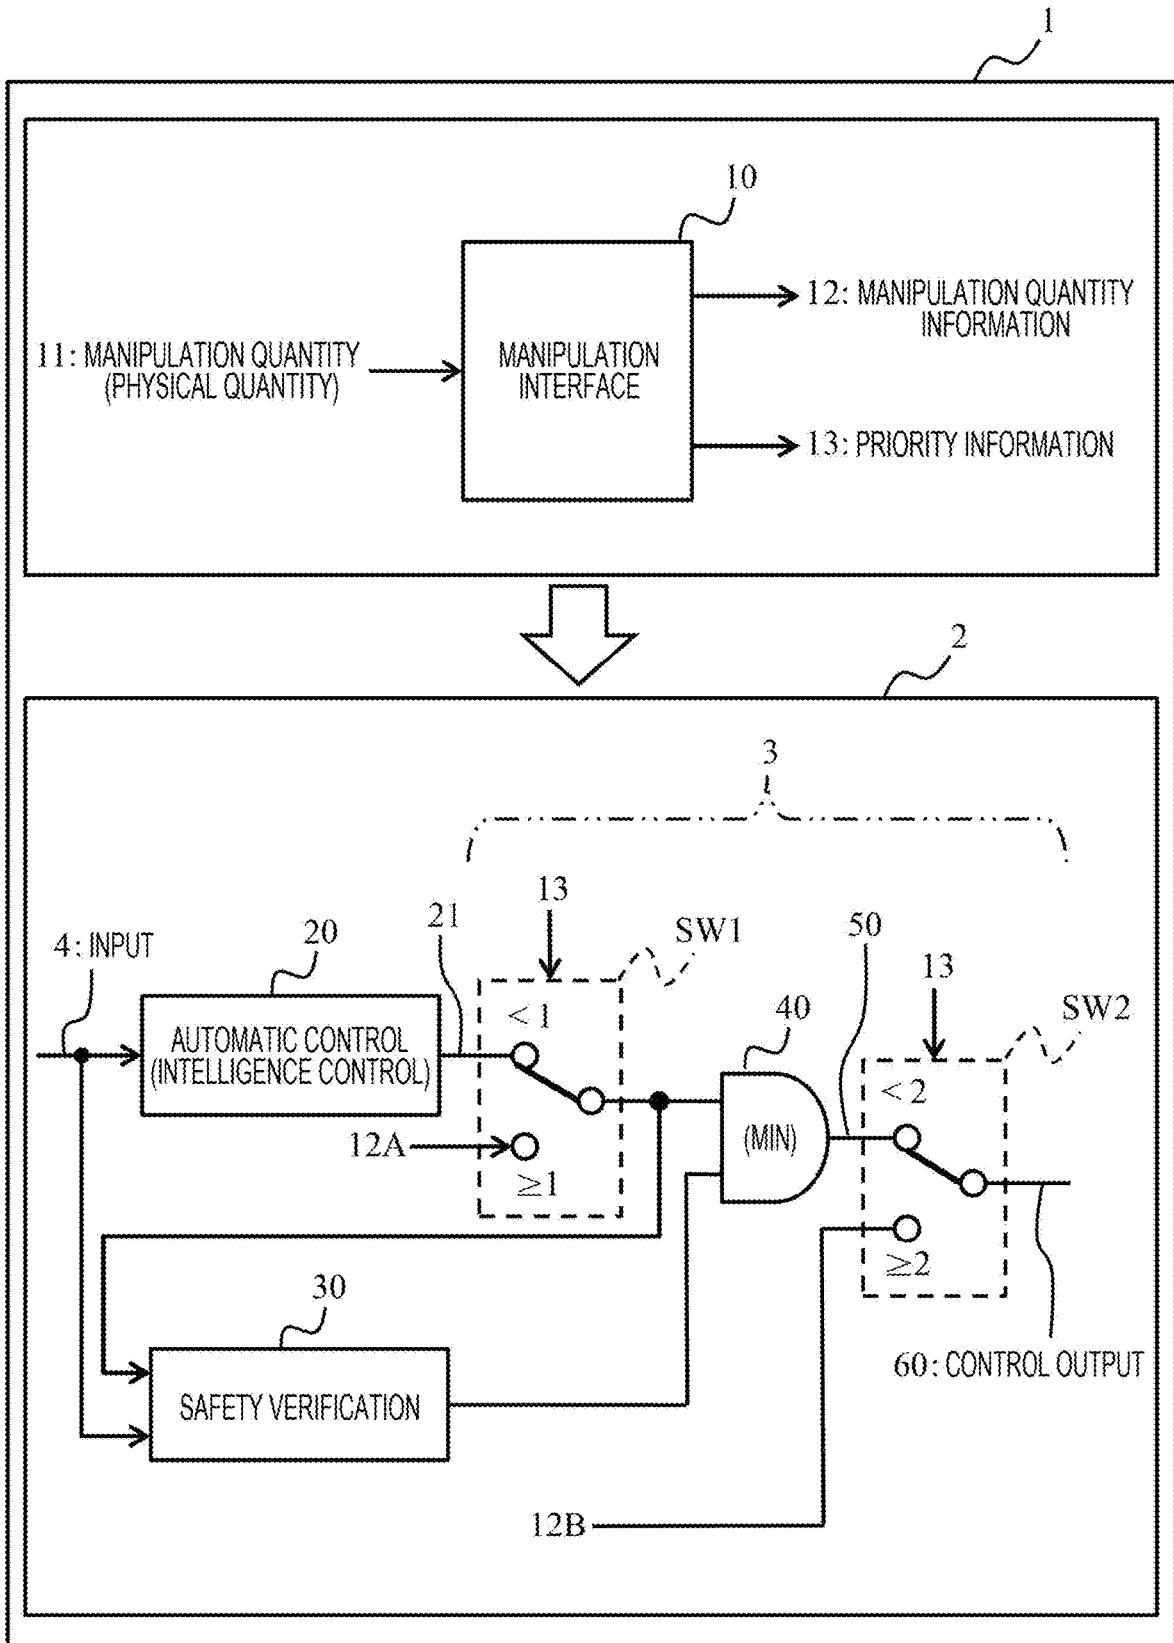 1
10
12: MANIPULATION QUANTITY
INFORMATION
11: MANIPULATION QUANTITY
(PHYSICAL QUANTITY)
MANIPULATION
INTERFACE
13: PRIORITY INFORMATION
2
3
13
SW1
21
50
4: INPUT
20
13
SW2
40
< 1
AUTOMATIC CONTROL
(INTELLIGENCE CONTROL)
< 2
12A
(MIN)
≥1
≥2
30
60: CONTROL OUTPUT
SAFETY VERIFICATION
12B